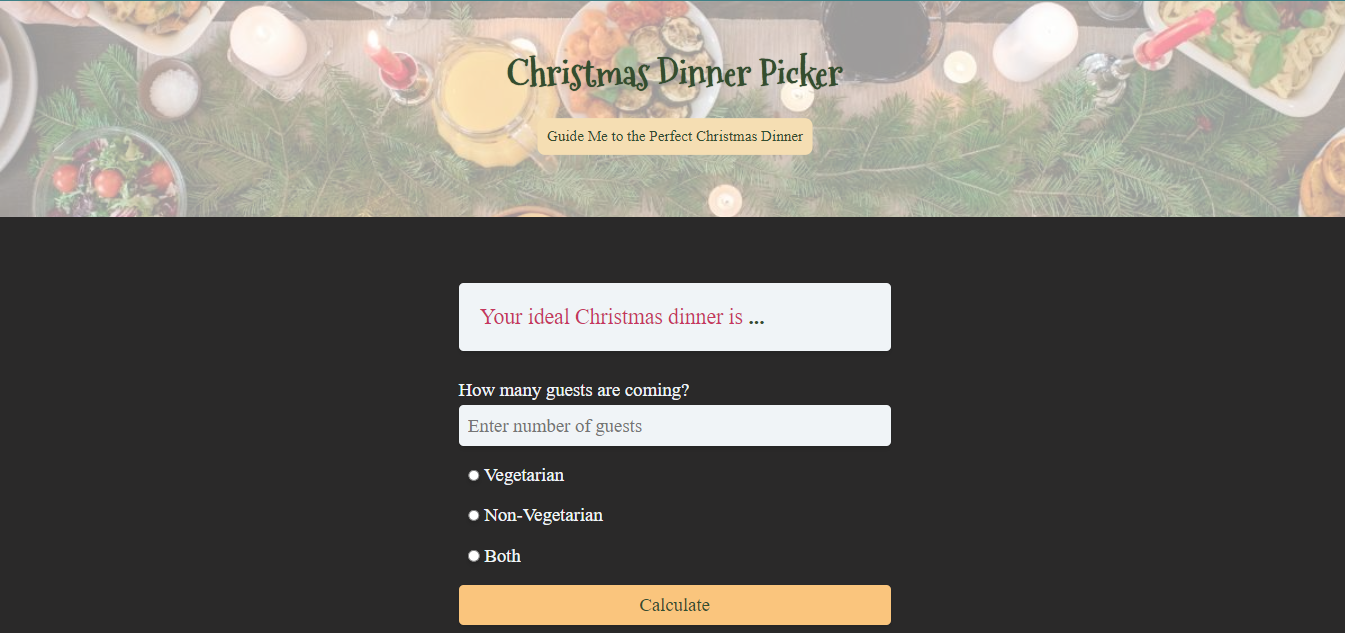 Christmas Dinner Picker
Guide Me to the Perfect Christmas Dinner
Your ideal Christmas dinner is ...
How many guests are coming?
Enter number of guests
Vegetarian
Non-Vegetarian
Both
Calculate